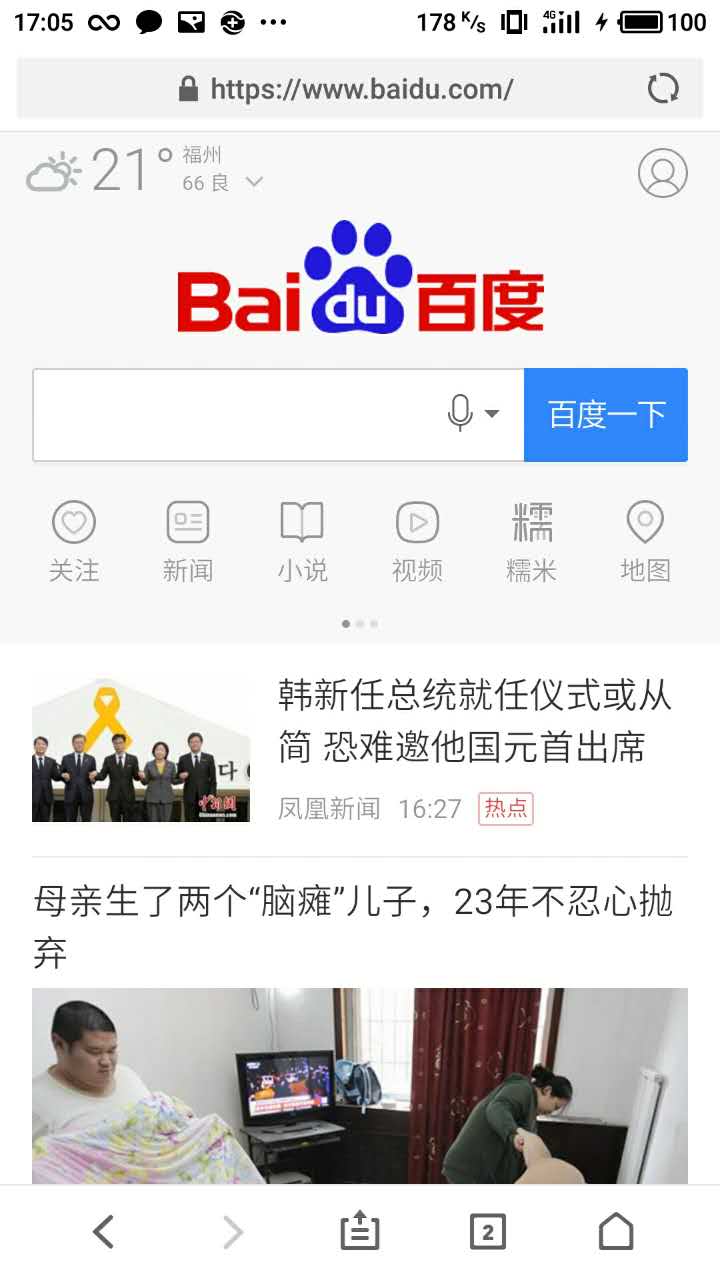 17:05
178 K/s 4G 100
https://www.baidu.com/
21° 福州
66 良
Bai du 百度
百度一下
关注 新闻 小说 视频 糯米 地图
韩新任总统就任仪式或从
简 恐难邀他国元首出席
다
中新网
凤凰新闻 16:27 热点
母亲生了两个“脑瘫”儿子，23年不忍心抛
弃
2